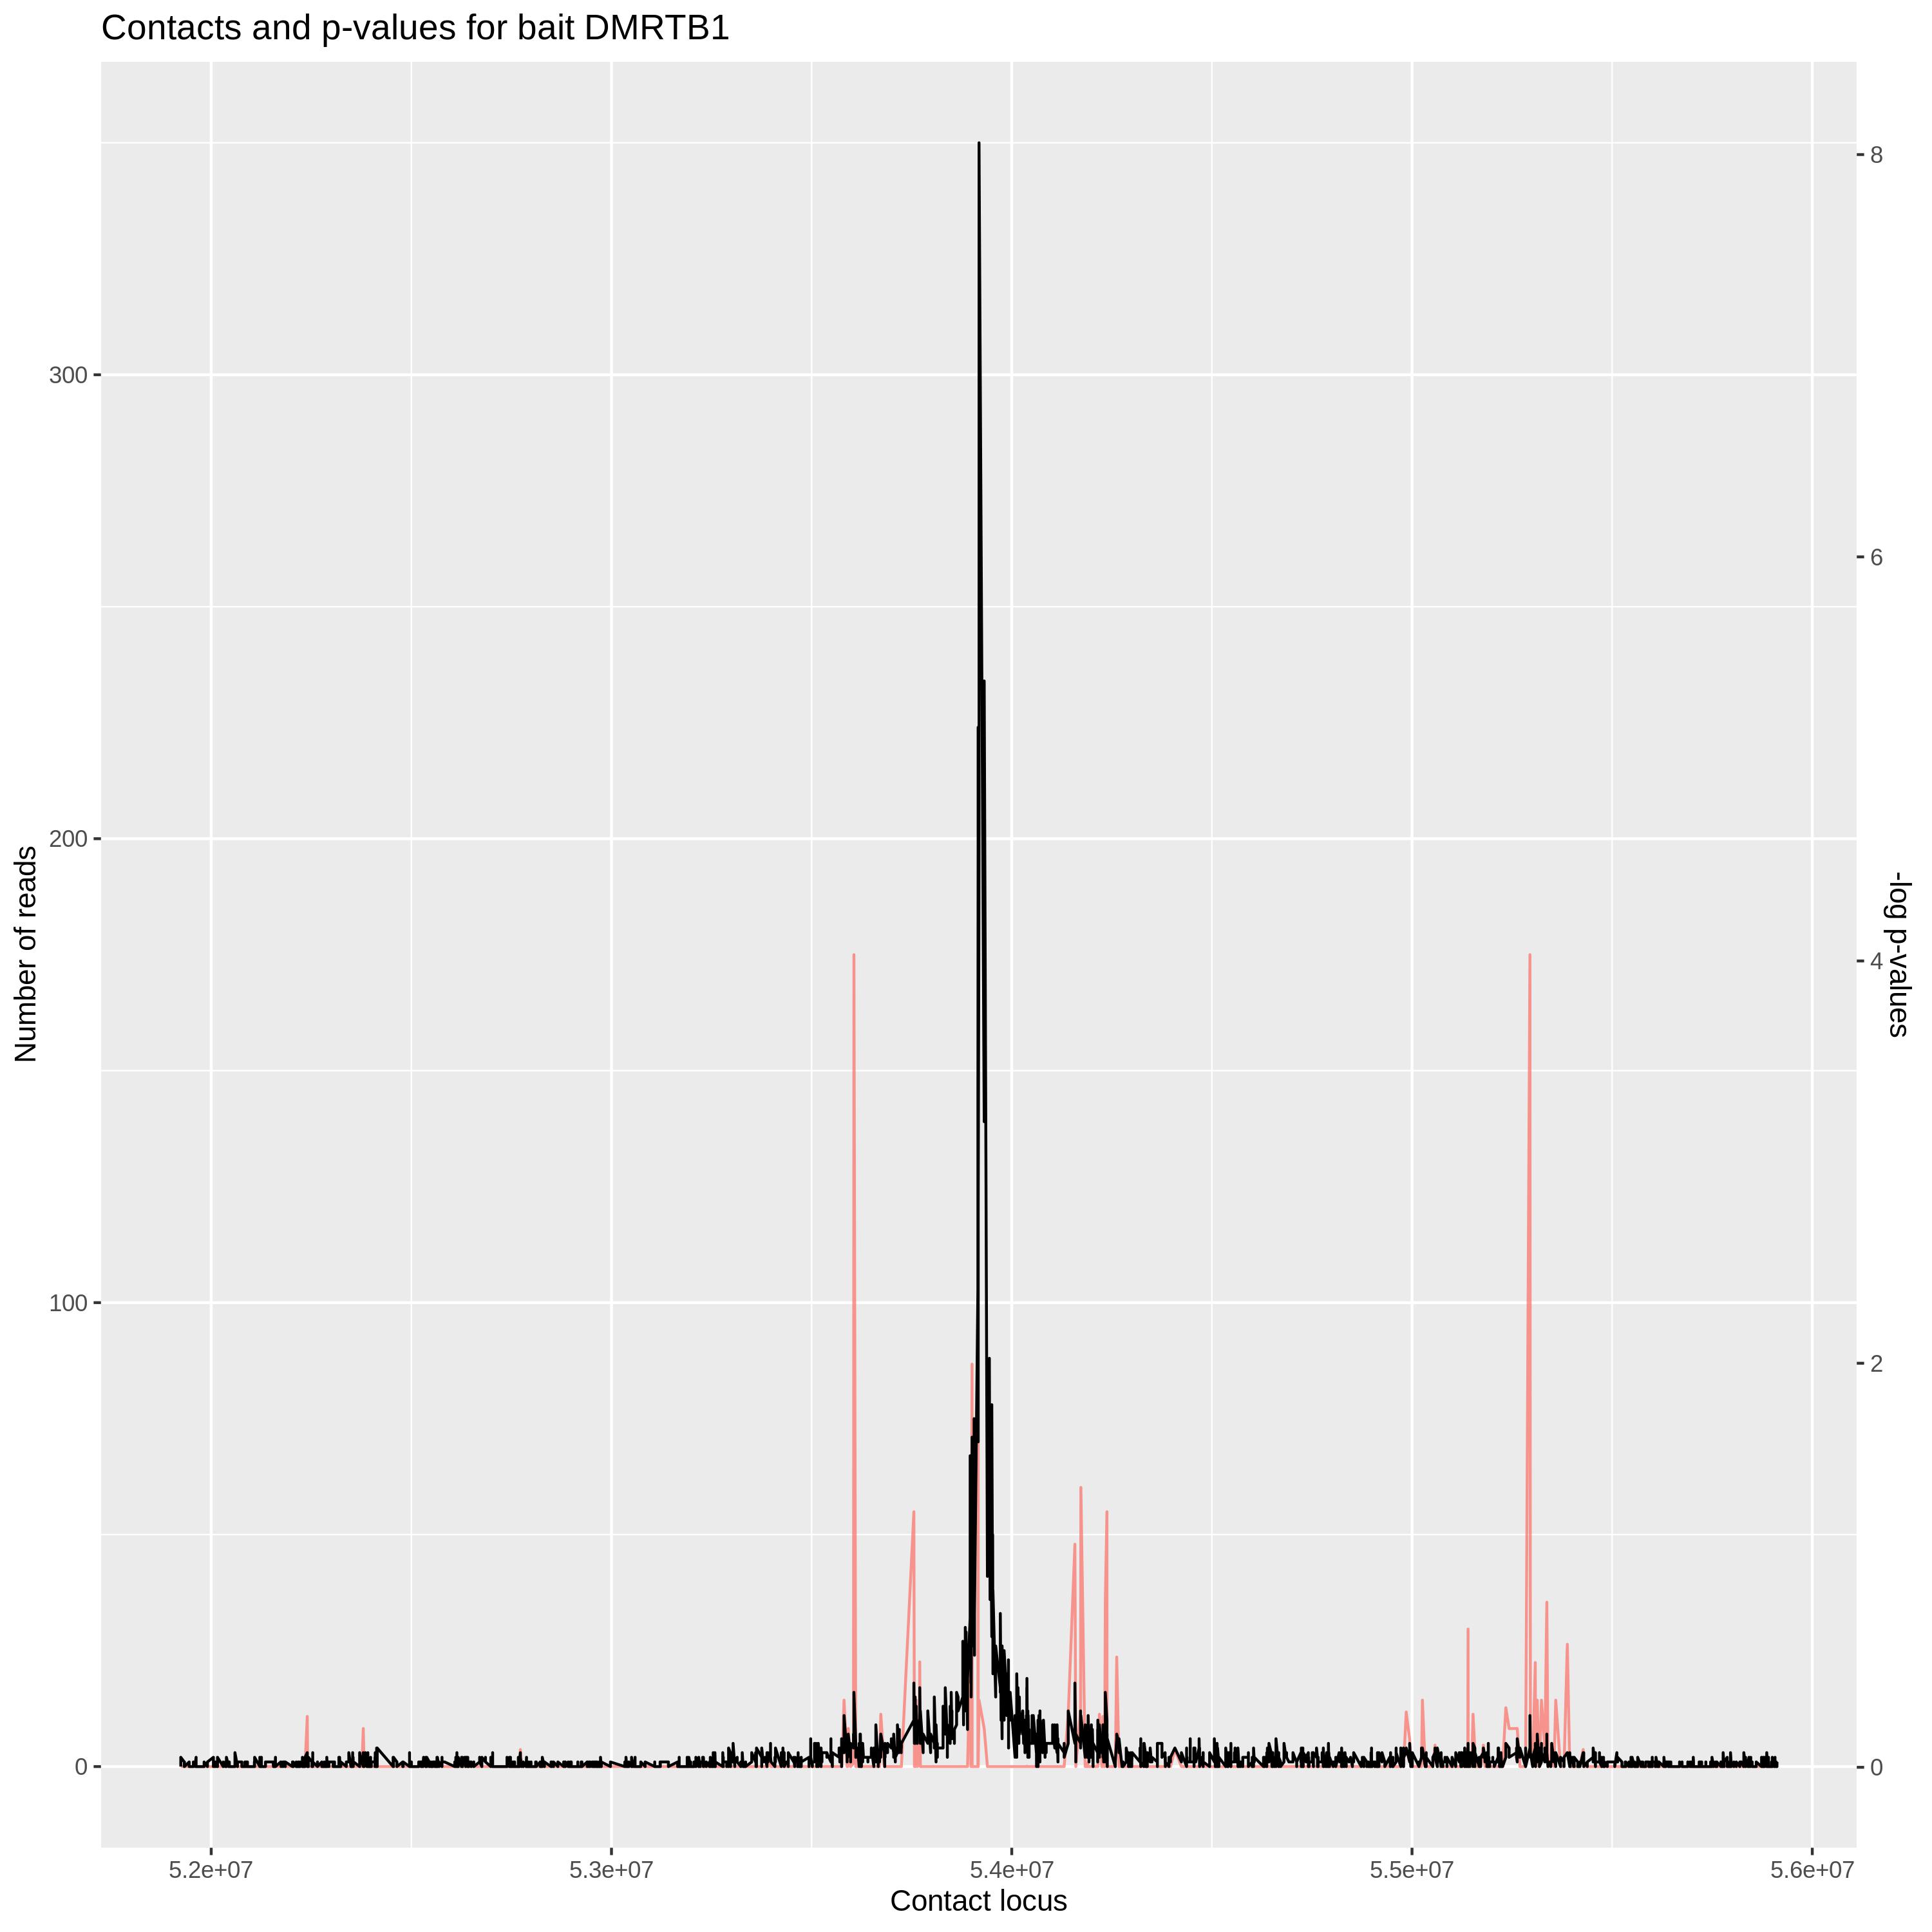 Contacts and p-values for bait DMRTB1
Number of reads
300
200
100
0
8
6
4
2
0
-log p-values
5.2e+07
5.3e+07
5.4e+07
5.5e+07
5.6e+07
Contact locus